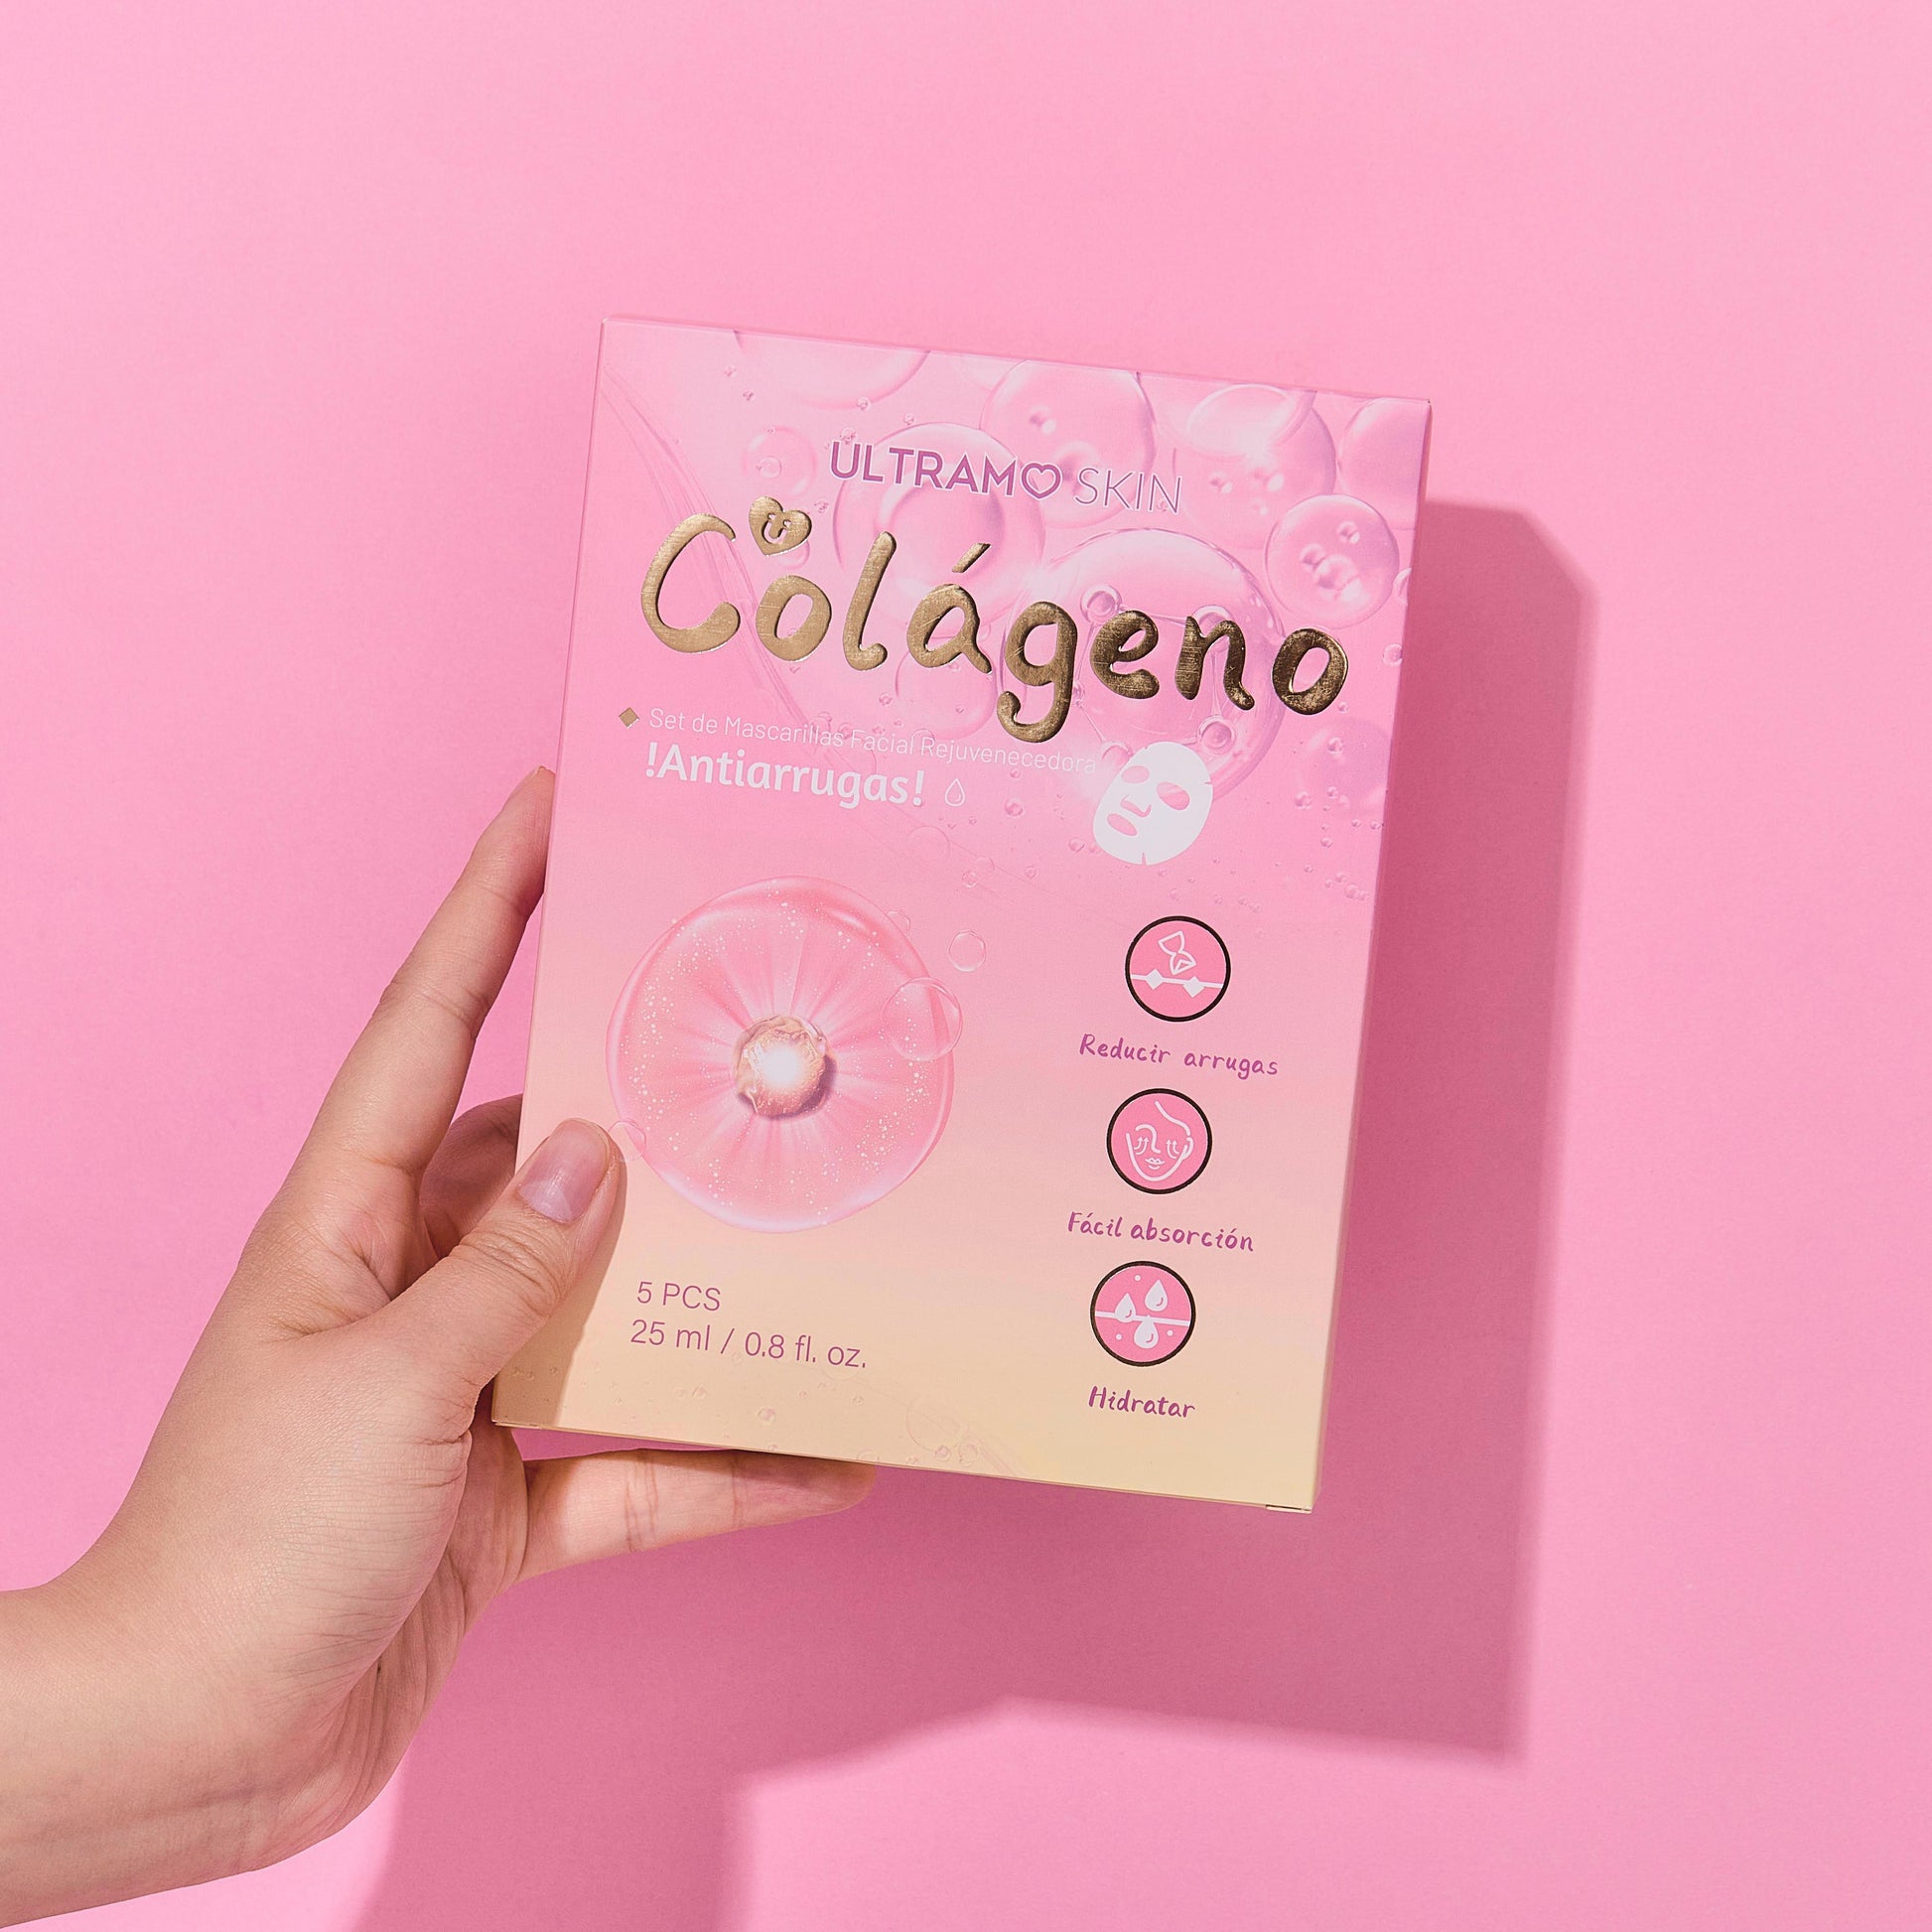 ULTRAMO SKIN
Colágeno
Set de Mascarillas Facial Rejuvenecedora
!Antiarrugas!
Reducir arrugas
Fácil absorción
Hidratar
5 PCS
25 ml / 0.8 fl. oz.